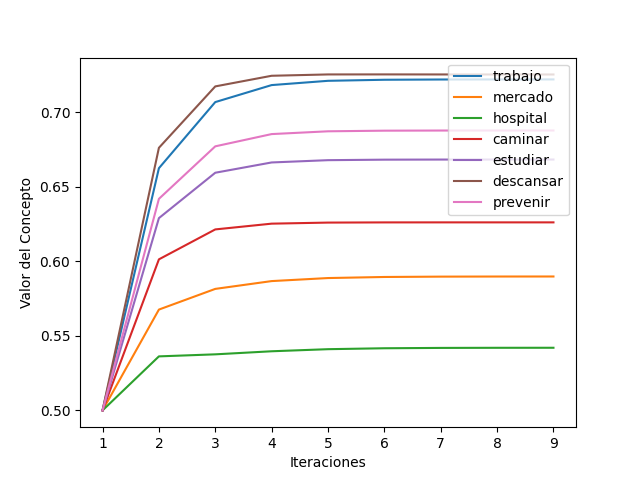 Valor del Concepto
0.70
0.65
0.60
0.55
0.50
trabajo
mercado
hospital
caminar
estudiar
descansar
prevenir
1 2 3 4 5 6 7 8 9
Iteraciones